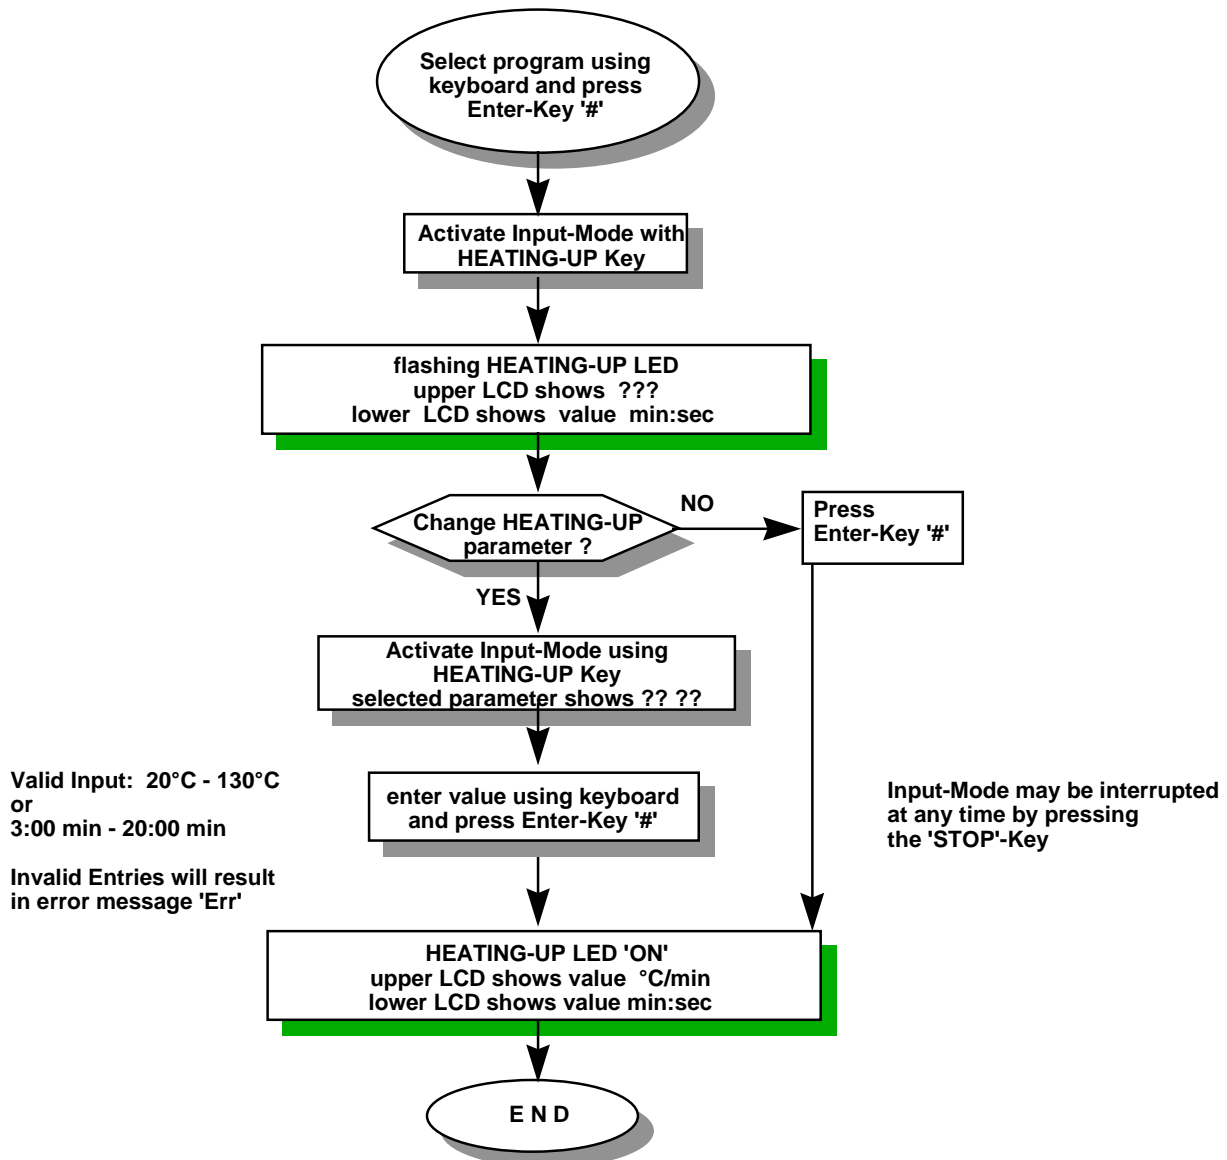 Select program using
keyboard and press
Enter-Key '#'
Activate Input-Mode with
HEATING-UP Key
flashing HEATING-UP LED
upper LCD shows ???
lower LCD shows value min:sec
Change HEATING-UP
parameter ?
NO
Press
Enter-Key '#'
YES
Activate Input-Mode using
HEATING-UP Key
selected parameter shows ?? ??
Valid Input: 20°C - 130°C
or
3:00 min - 20:00 min
Invalid Entries will result
in error message 'Err'
enter value using keyboard
and press Enter-Key '#'
Input-Mode may be interrupted
at any time by pressing
the 'STOP'-Key
HEATING-UP LED 'ON'
upper LCD shows value °C/min
lower LCD shows value min:sec
E N D